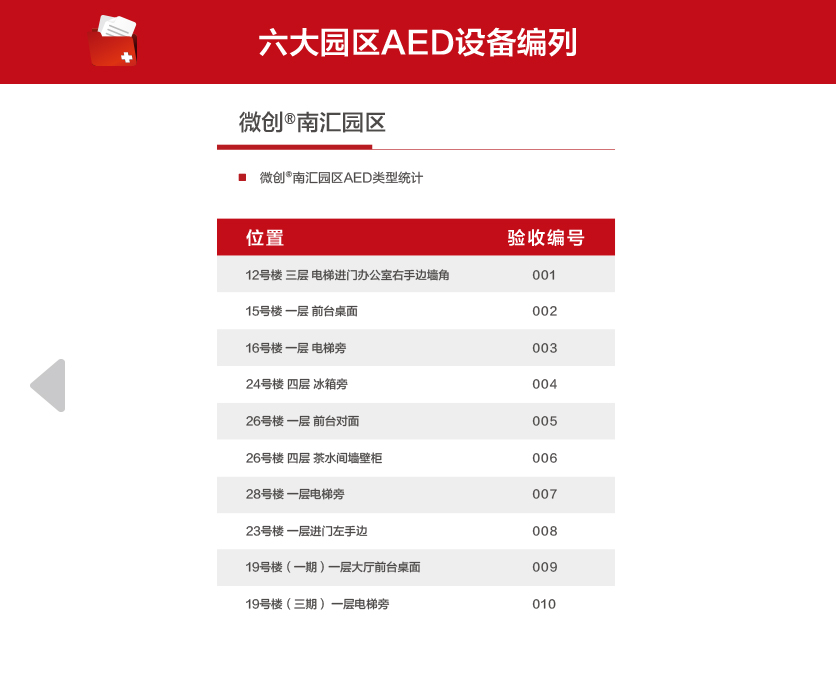 六大园区AED设备编列
微创®南汇园区
微创®南汇园区AED类型统计
位置 验收编号
12号楼 三层 电梯进门办公室右手边墙角 001
15号楼 一层 前台桌面 002
16号楼 一层 电梯旁 003
24号楼 四层 冰箱旁 004
26号楼 一层 前台对面 005
26号楼 四层 茶水间墙壁柜 006
28号楼 一层电梯旁 007
23号楼 一层进门左手边 008
19号楼（一期）一层大厅前台桌面 009
19号楼（三期） 一层电梯旁 010